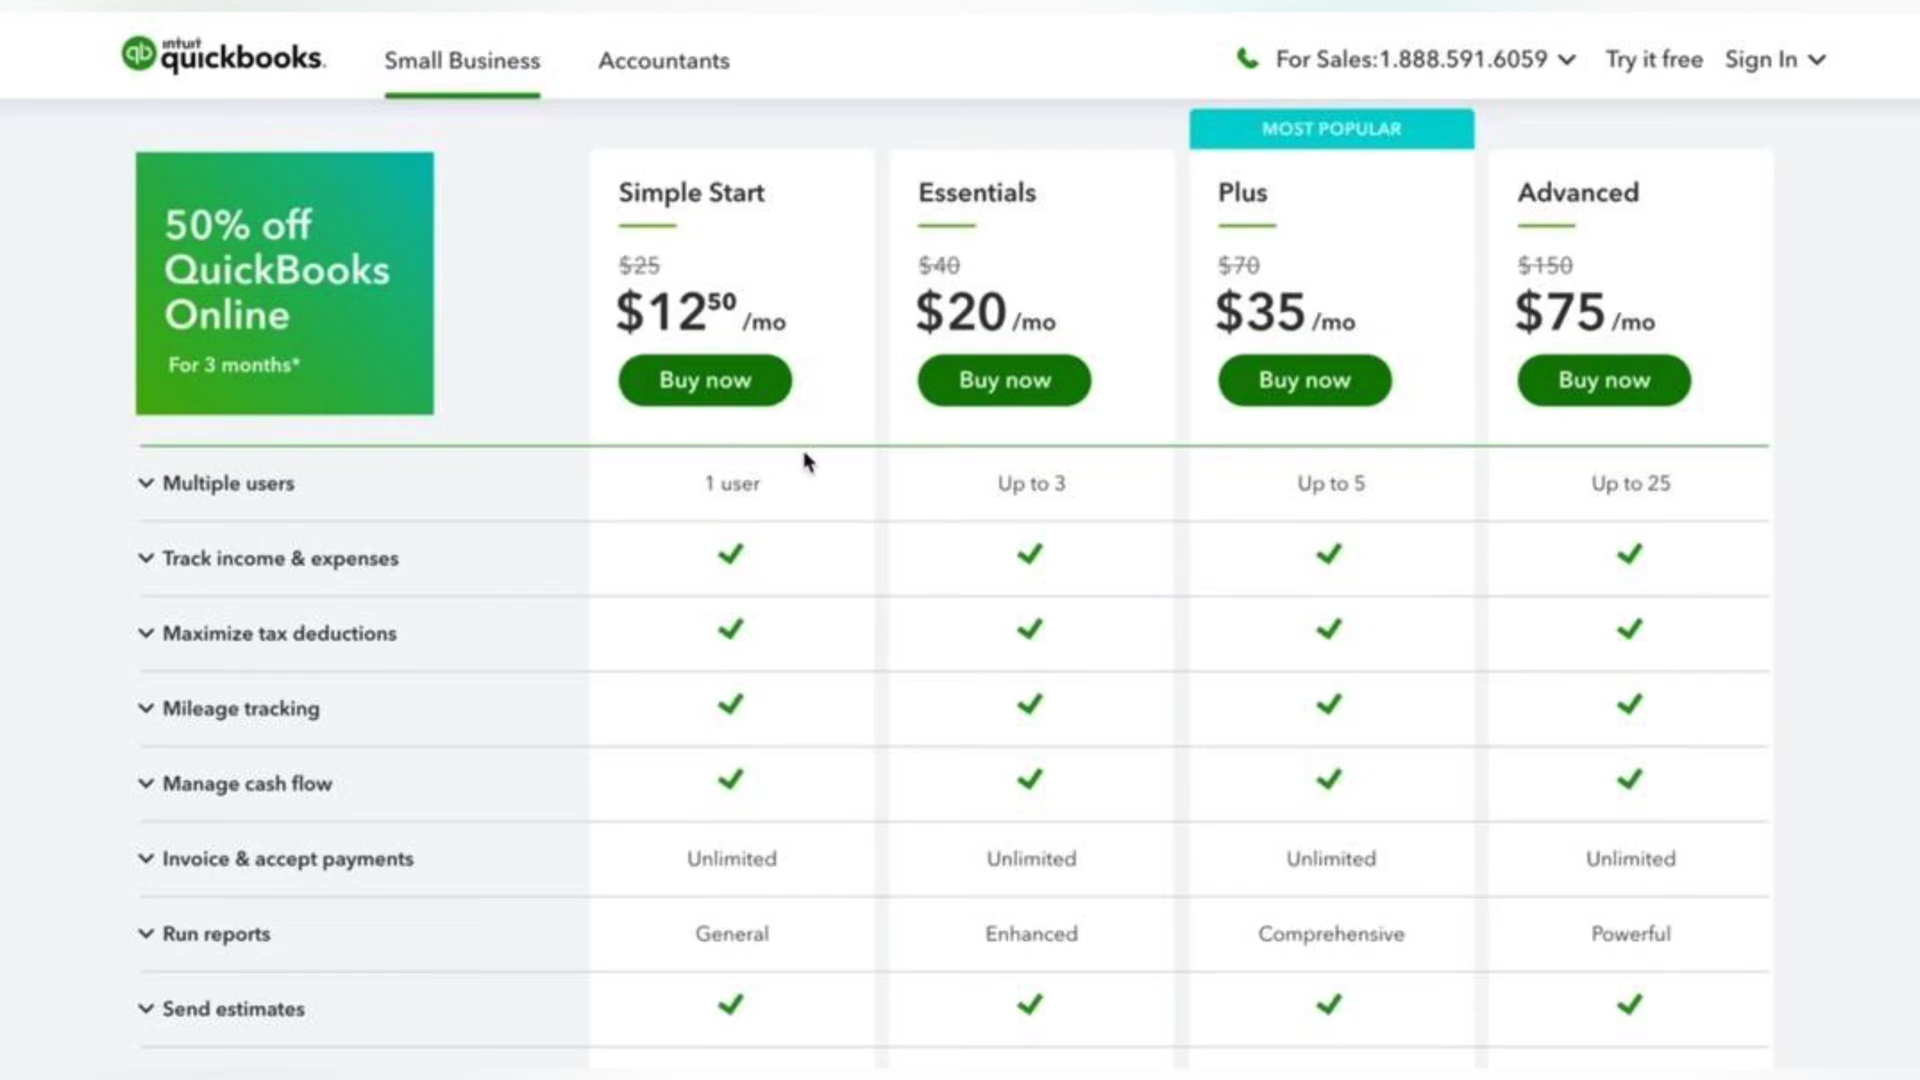 intuit
quickbooks.
Small Business
Accountants
For Sales:1.888.591.6059
Try it free
Sign In
MOST POPULAR
50% off
QuickBooks
Online
For 3 months*
Simple Start
$25
$12⁵⁰ /mo
Buy now
Essentials
$40
$20 /mo
Buy now
Plus
$70
$35 /mo
Buy now
Advanced
$150
$75 /mo
Buy now
Multiple users 1 user Up to 3 Up to 5 Up to 25
Track income & expenses
Maximize tax deductions
Mileage tracking
Manage cash flow
Invoice & accept payments Unlimited Unlimited Unlimited Unlimited
Run reports General Enhanced Comprehensive Powerful
Send estimates